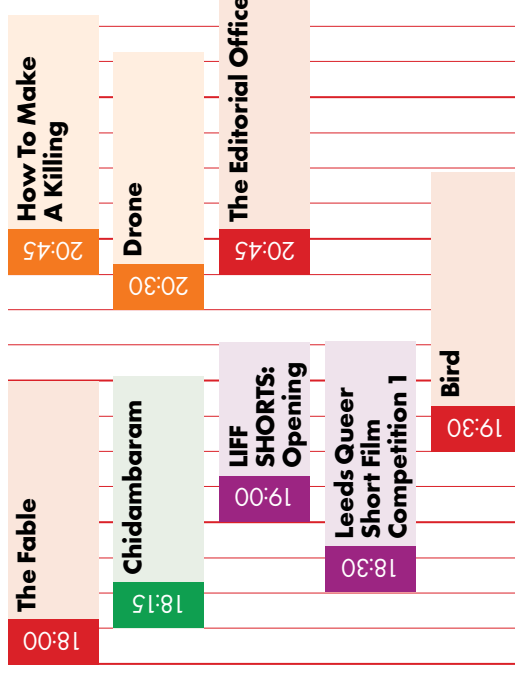 How To Make
A Killing
20:45
Drone
20:30
The Editorial Office
20:45
The Fable
18:00
Chidambaram
18:15
LIFF
SHORTS:
Opening
19:00
Leeds Queer
Short Film
Competition 1
18:30
Bird
19:30